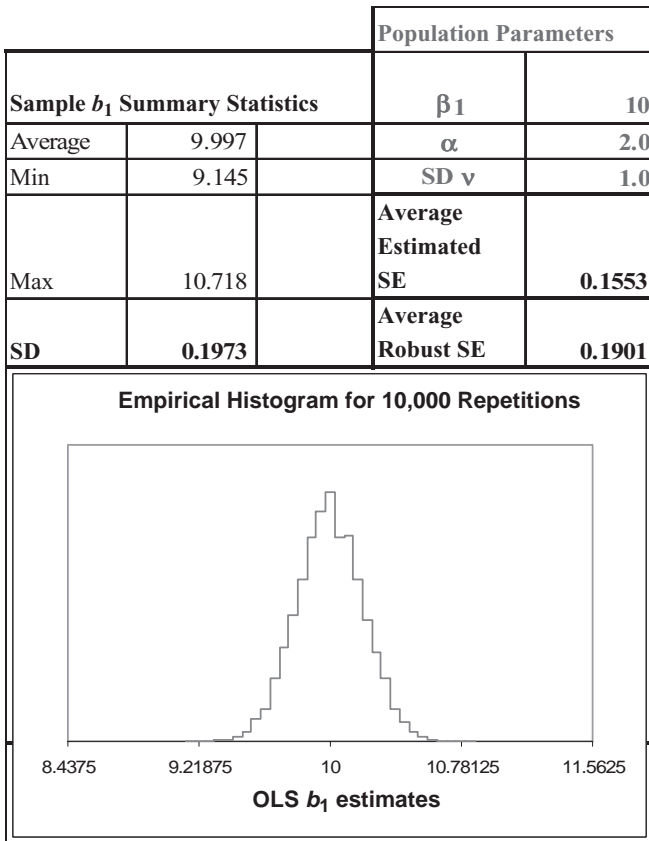 Population Parameters
Sample b₁ Summary Statistics β1 10
Average 9.997 α 2.0
Min 9.145 SD ν 1.0
Average
Estimated
Max 10.718 SE 0.1553
Average
SD 0.1973 Robust SE 0.1901
Empirical Histogram for 10,000 Repetitions
8.4375 9.21875 10 10.78125 11.5625
OLS b₁ estimates